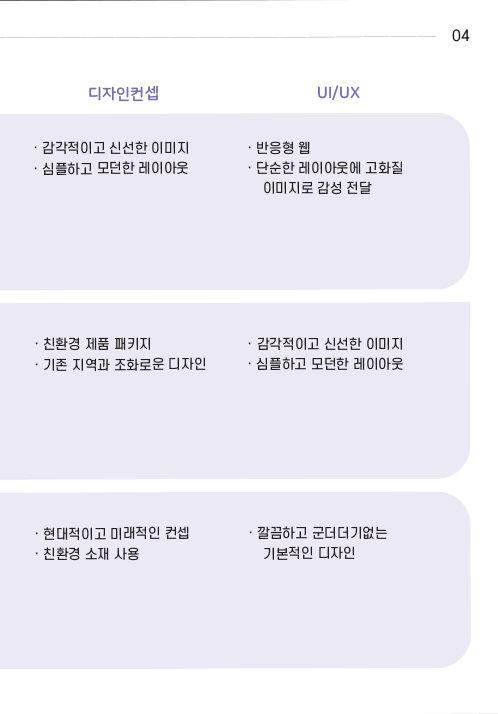 04
디자인컨셉
UI/UX
· 감각적이고 신선한 이미지
· 심플하고 모던한 레이아웃
· 반응형 웹
· 단순한 레이아웃에 고화질
이미지로 감성 전달
· 친환경 제품 패키지
· 기존 지역과 조화로운 디자인
· 감각적이고 신선한 이미지
· 심플하고 모던한 레이아웃
· 현대적이고 미래적인 컨셉
· 친환경 소재 사용
· 깔끔하고 군더더기없는
기본적인 디자인